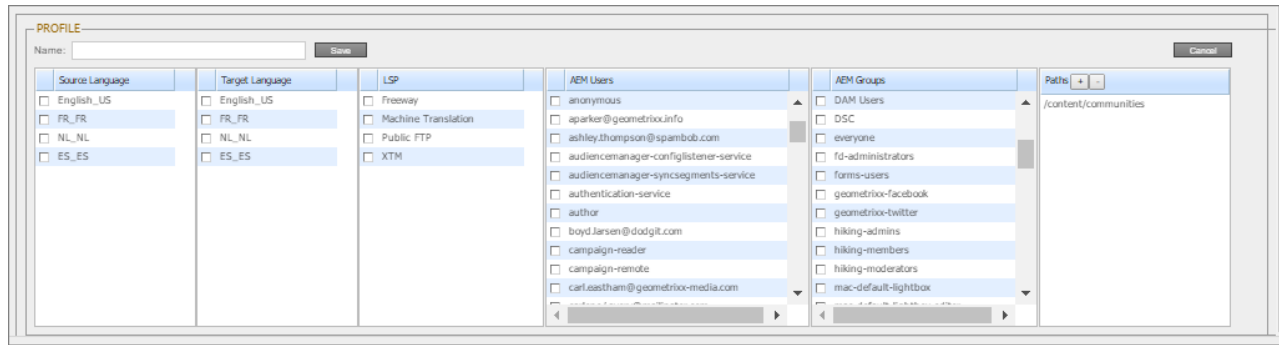 PROFILE
Name: Save Cancel
Source Language
English_US
FR_FR
NL_NL
ES_ES
Target Language
English_US
FR_FR
NL_NL
ES_ES
LSP
Freeway
Machine Translation
Public FTP
XTM
AEM Users
anonymous
aparker@geometrixx.info
ashley.thompson@spambob.com
audiencemanager-configlistener-service
audiencemanager-syncsegments-service
authentication-service
author
boyd.larsen@dodgit.com
campaign-reader
campaign-remote
carl.eastham@geometrixx-media.com
AEM Groups
DAM Users
DSC
everyone
fd-administrators
forms-users
geometrixx-facebook
geometrixx-twitter
hiking-admins
hiking-members
hiking-moderators
mac-default-lightbox
Paths + -
/content/communities